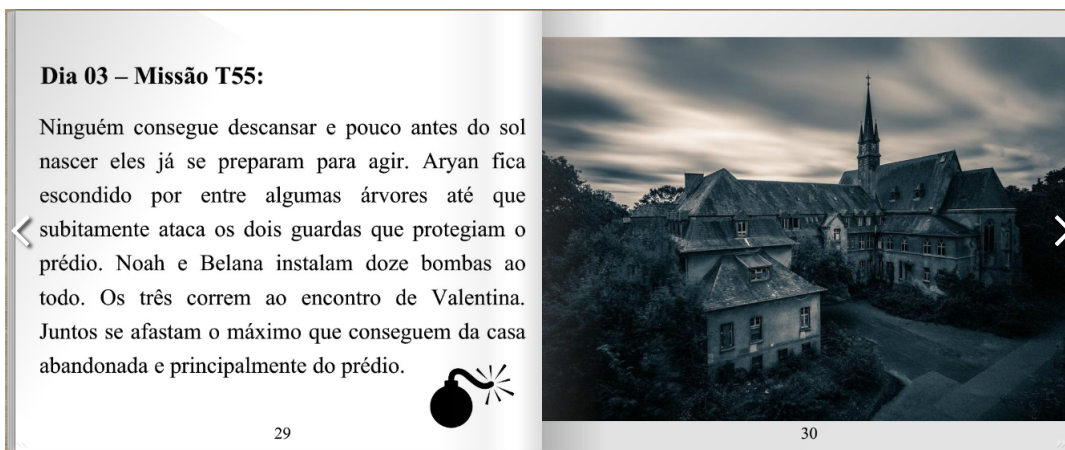 Dia 03 – Missão T55:
Ninguém consegue descansar e pouco antes do sol
nascer eles já se preparam para agir. Aryan fica
escondido por entre algumas árvores até que
subitamente ataca os dois guardas que protegiam o
prédio. Noah e Belana instalam doze bombas ao
todo. Os três correm ao encontro de Valentina.
Juntos se afastam o máximo que conseguem da casa
abandonada e principalmente do prédio.
29
30